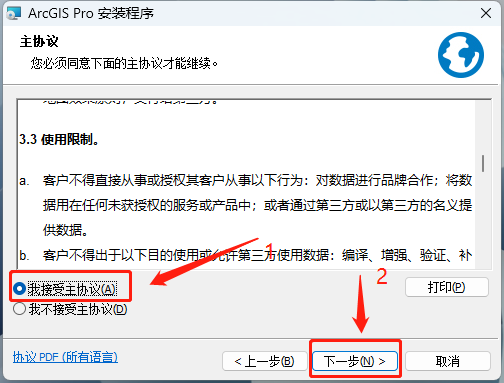 ArcGIS Pro 安装程序
主协议
您必须同意下面的主协议才能继续。
3.3 使用限制。
a. 客户不得直接从事或授权其客户从事以下行为：对数据进行品牌合作；将数
据用在任何未获授权的服务或产品中；或者通过第三方或以第三方的名义提
供数据。
b. 客户不得出于以下目的使用或允许第三方使用数据：编译、增强、验证、补
1
我接受主协议(A)
2
打印(P)
我不接受主协议(D)
协议 PDF (所有语言)
< 上一步(B)
下一步(N) >
取消